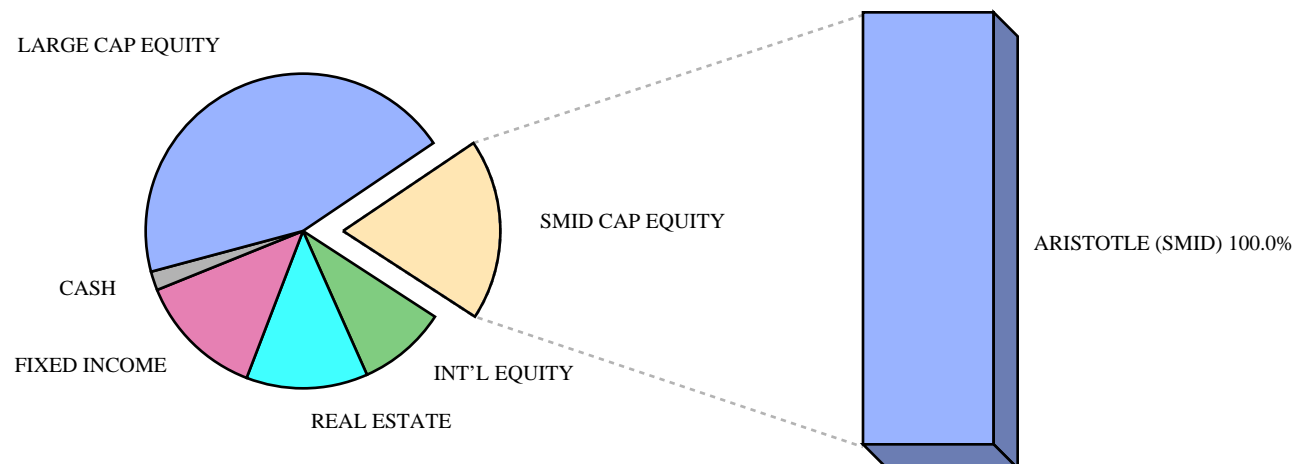 LARGE CAP EQUITY
SMID CAP EQUITY
ARISTOTLE (SMID) 100.0%
CASH
FIXED INCOME
INT'L EQUITY
REAL ESTATE